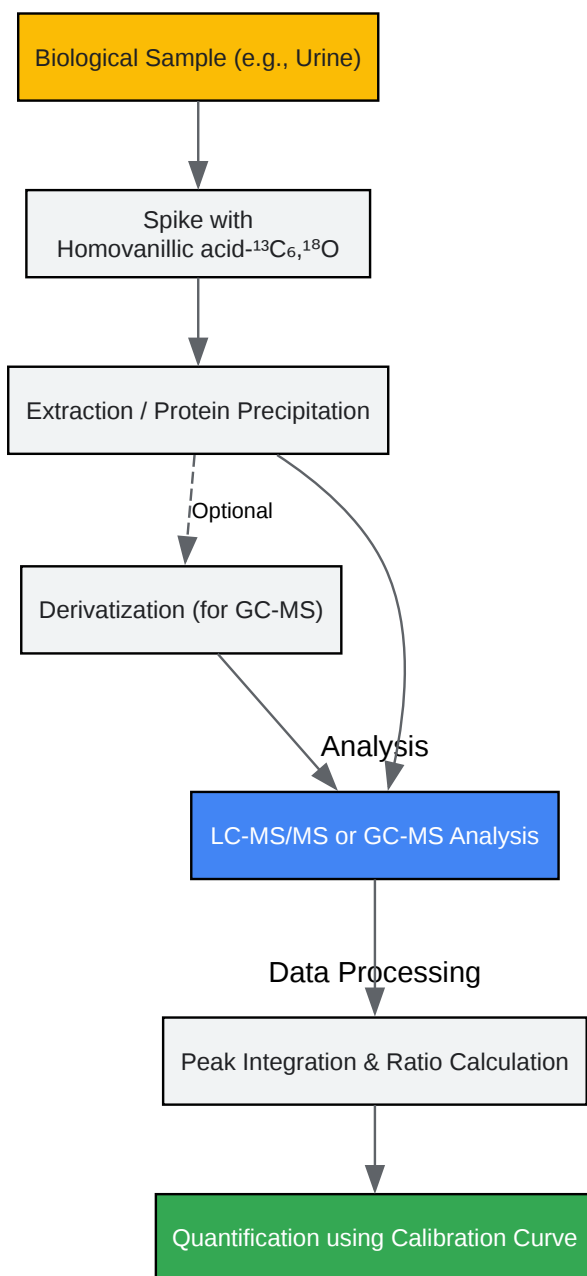 Biological Sample (e.g., Urine)
Spike with
Homovanillic acid-¹³C₆,¹⁸O
Extraction / Protein Precipitation
Optional
Derivatization (for GC-MS)
Analysis
LC-MS/MS or GC-MS Analysis
Data Processing
Peak Integration & Ratio Calculation
Quantification using Calibration Curve